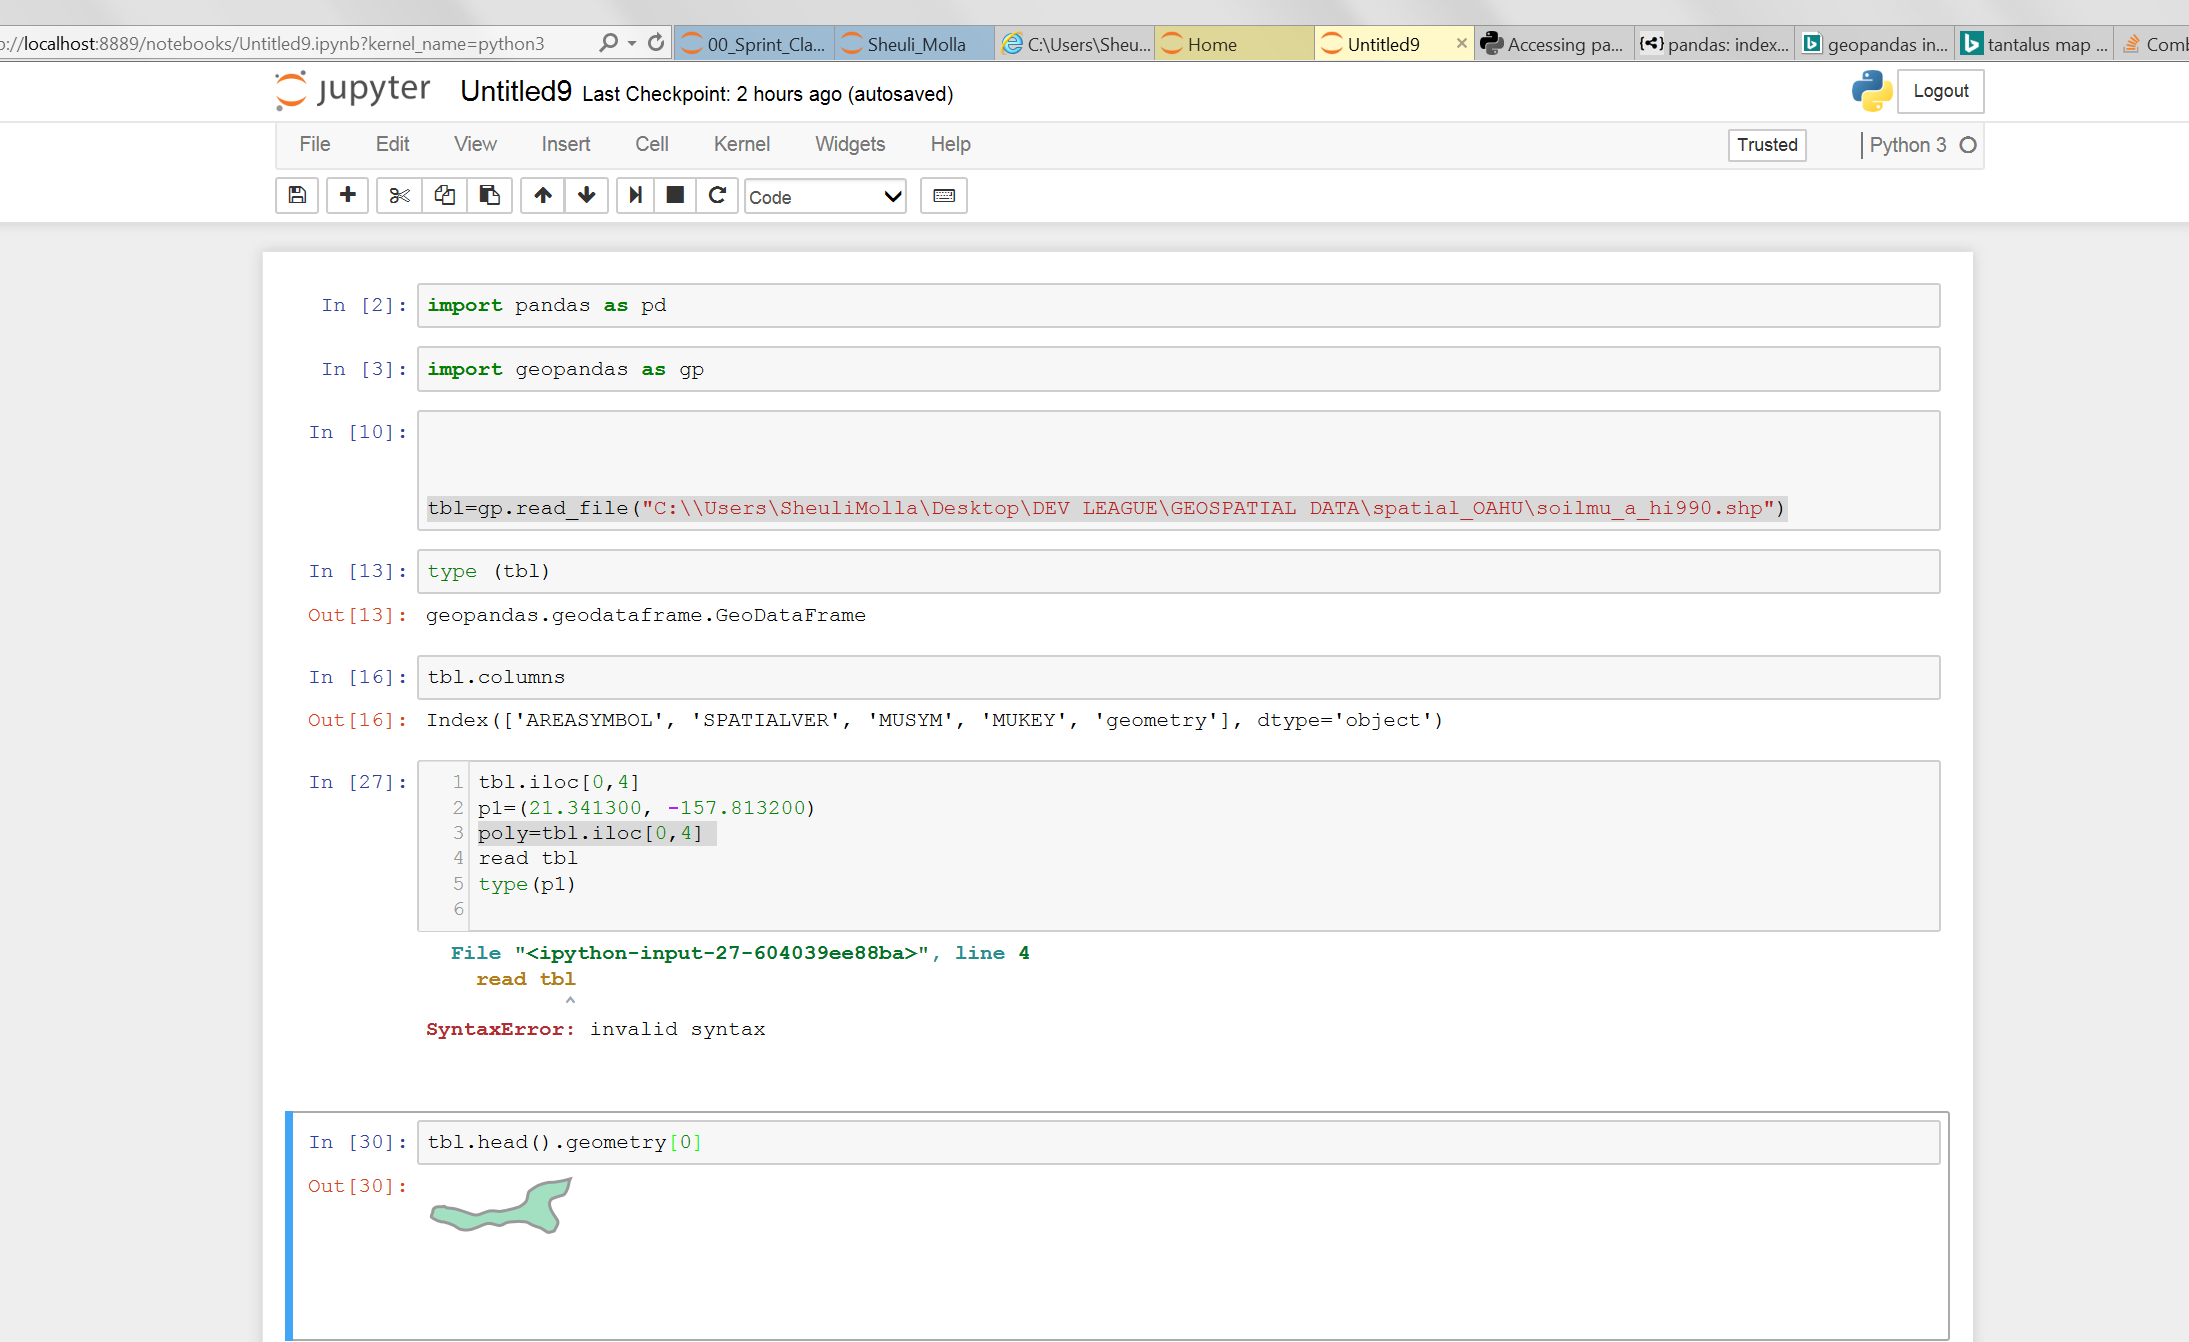 ://localhost:8889/notebooks/Untitled9.ipynb?kernel_name=python3 00_Sprint_Cla... Sheuli_Molla C:\Users\Sheu... Home Untitled9 × Accessing pa... pandas: index... geopandas in... tantalus map ... Comb
jupyter Untitled9 Last Checkpoint: 2 hours ago (autosaved) Logout
File Edit View Insert Cell Kernel Widgets Help Trusted Python 3
Code
In [2]: import pandas as pd
In [3]: import geopandas as gp
In [10]:
tbl=gp.read_file("C:\\Users\SheuliMolla\Desktop\DEV LEAGUE\GEOSPATIAL DATA\spatial_OAHU\soilmu_a_hi990.shp")
In [13]: type (tbl)
Out[13]: geopandas.geodataframe.GeoDataFrame
In [16]: tbl.columns
Out[16]: Index(['AREASYMBOL', 'SPATIALVER', 'MUSYM', 'MUKEY', 'geometry'], dtype='object')
In [27]: 1 tbl.iloc[0,4]
2 p1=(21.341300, -157.813200)
3 poly=tbl.iloc[0,4]
4 read tbl
5 type(p1)
6
File "<ipython-input-27-604039ee88ba>", line 4
read tbl
^
SyntaxError: invalid syntax
In [30]: tbl.head().geometry[0]
Out[30]: